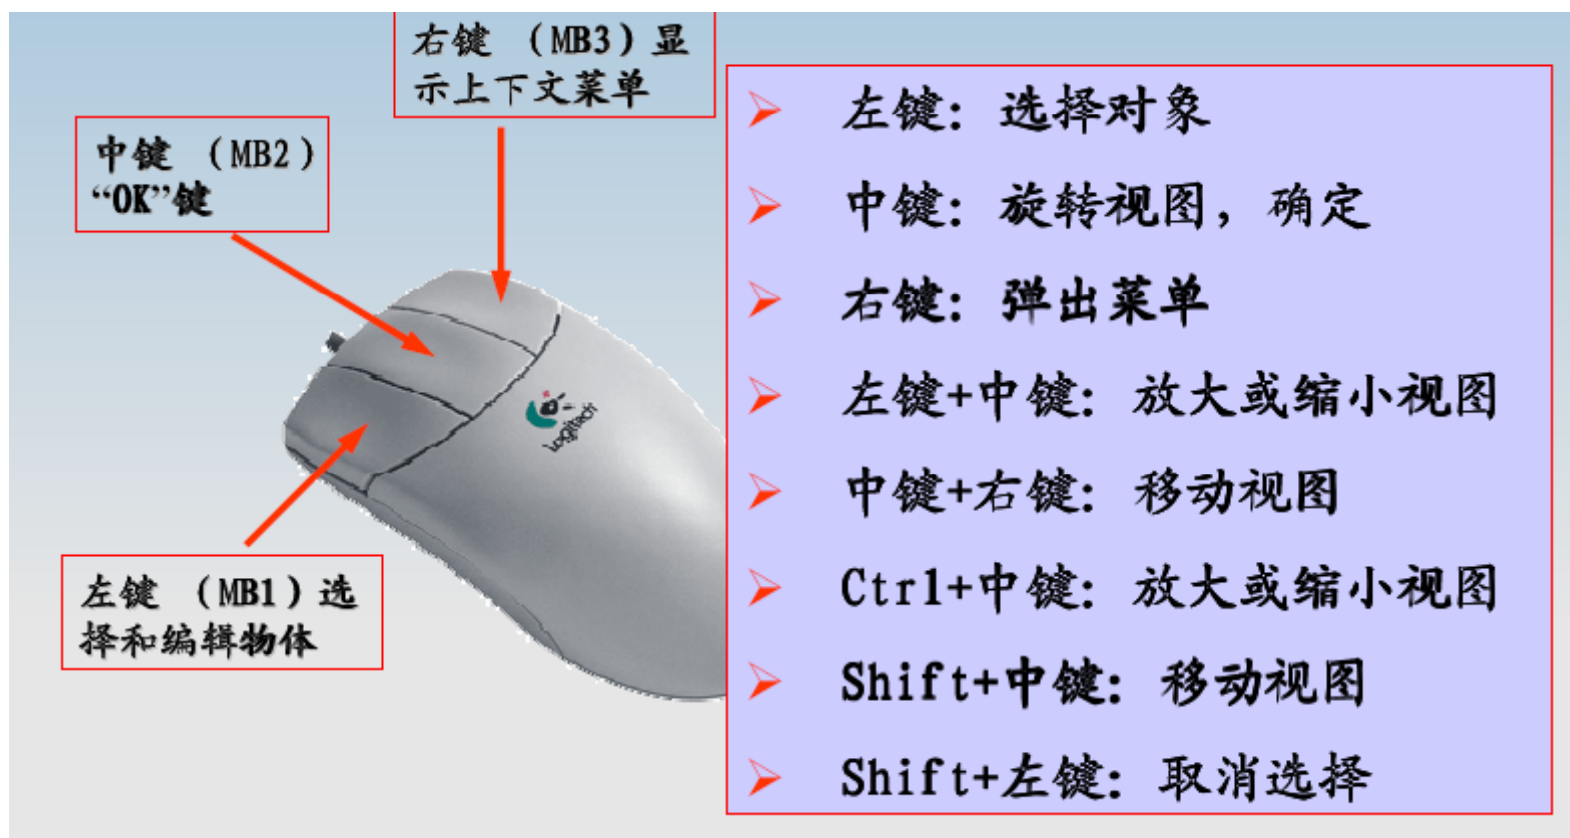 右键 （MB3）显
示上下文菜单
中键 （MB2）
“OK”键
左键 （MB1）选
择和编辑物体
Logitech
左键：选择对象
中键：旋转视图，确定
右键：弹出菜单
左键+中键：放大或缩小视图
中键+右键：移动视图
Ctrl+中键：放大或缩小视图
Shift+中键：移动视图
Shift+左键：取消选择